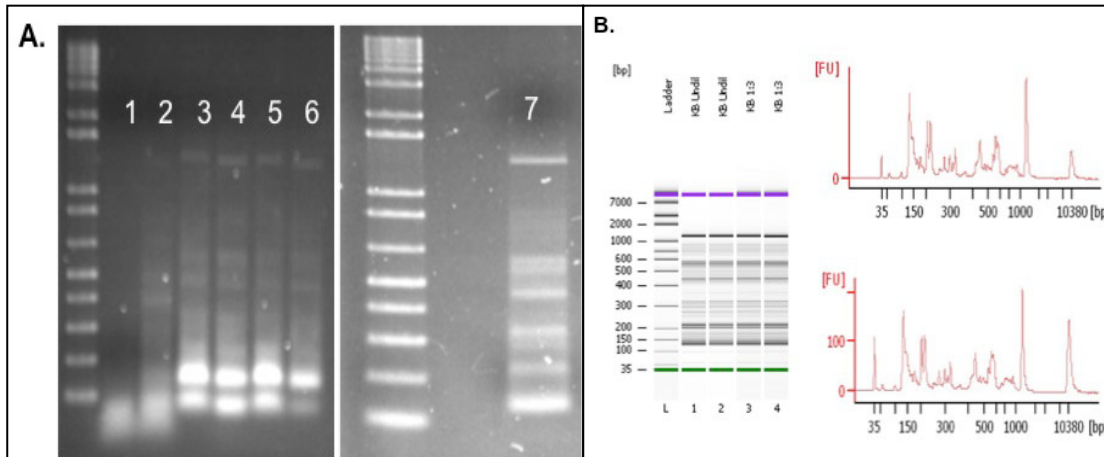 A.
1 2 3 4 5 6
7
B.
[bp]
Ladder
KB Undil
KB Undil
KB 1:3
KB 1:3
7000
2000
1000
600
500
400
300
200
150
100
35
L 1 2 3 4
[FU]
0
35 150 300 500 1000 10380 [bp]
[FU]
100
0
35 150 300 500 1000 10380 [bp]